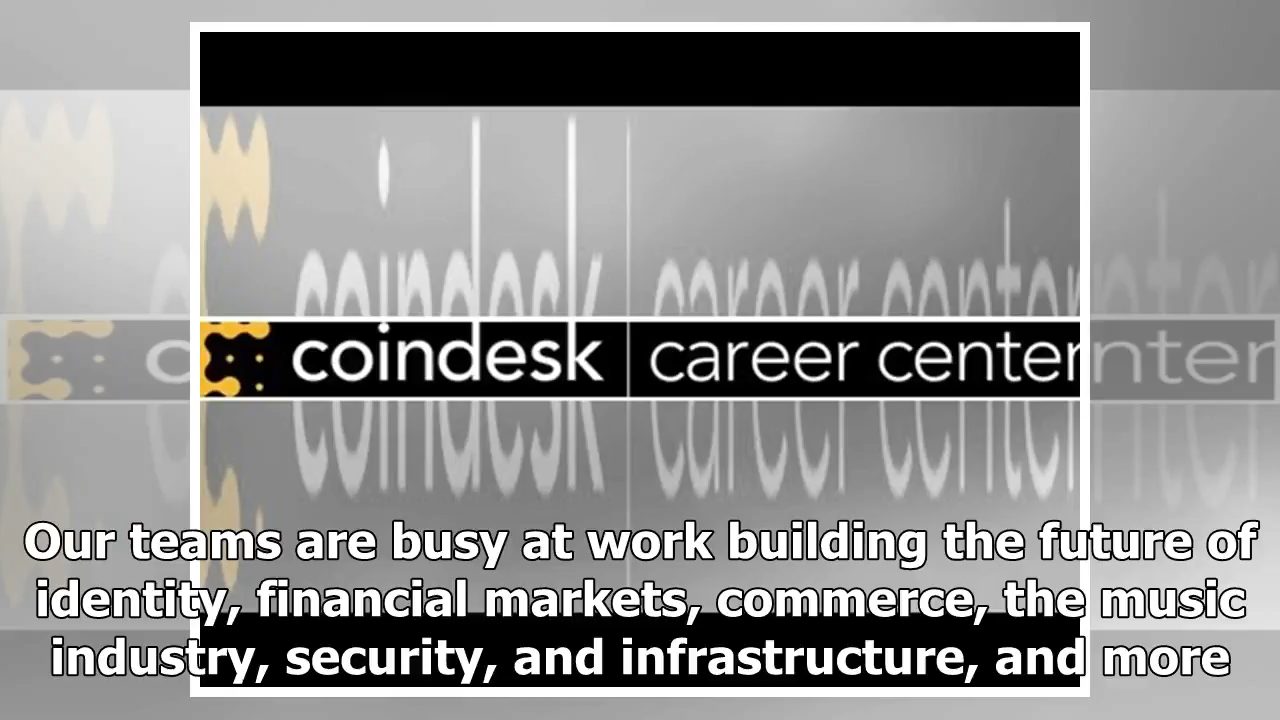 coindesk career center
Our teams are busy at work building the future of
identity, financial markets, commerce, the music
industry, security, and infrastructure, and more